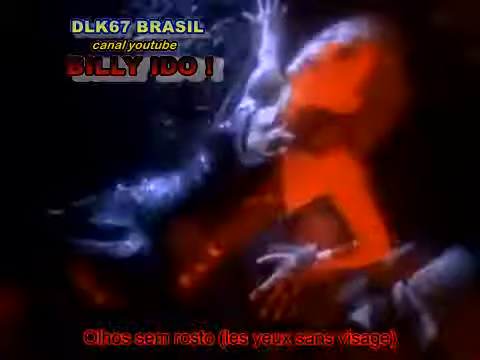 DLK67 BRASIL
canal youtube
BILLY IDO !
Olhos sem rosto (les yeux sans visage)